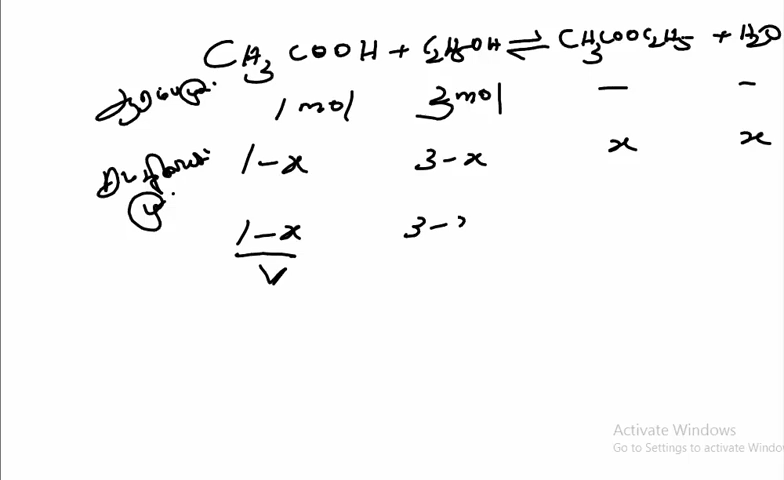 CH3COOH + C2H5OH ⇌ CH3COOC2H5 + H2O
1 mol 3 mol — -
1-x 3-x x x
1-x 3-
V
Activate Windows
Go to Settings to activate Windo